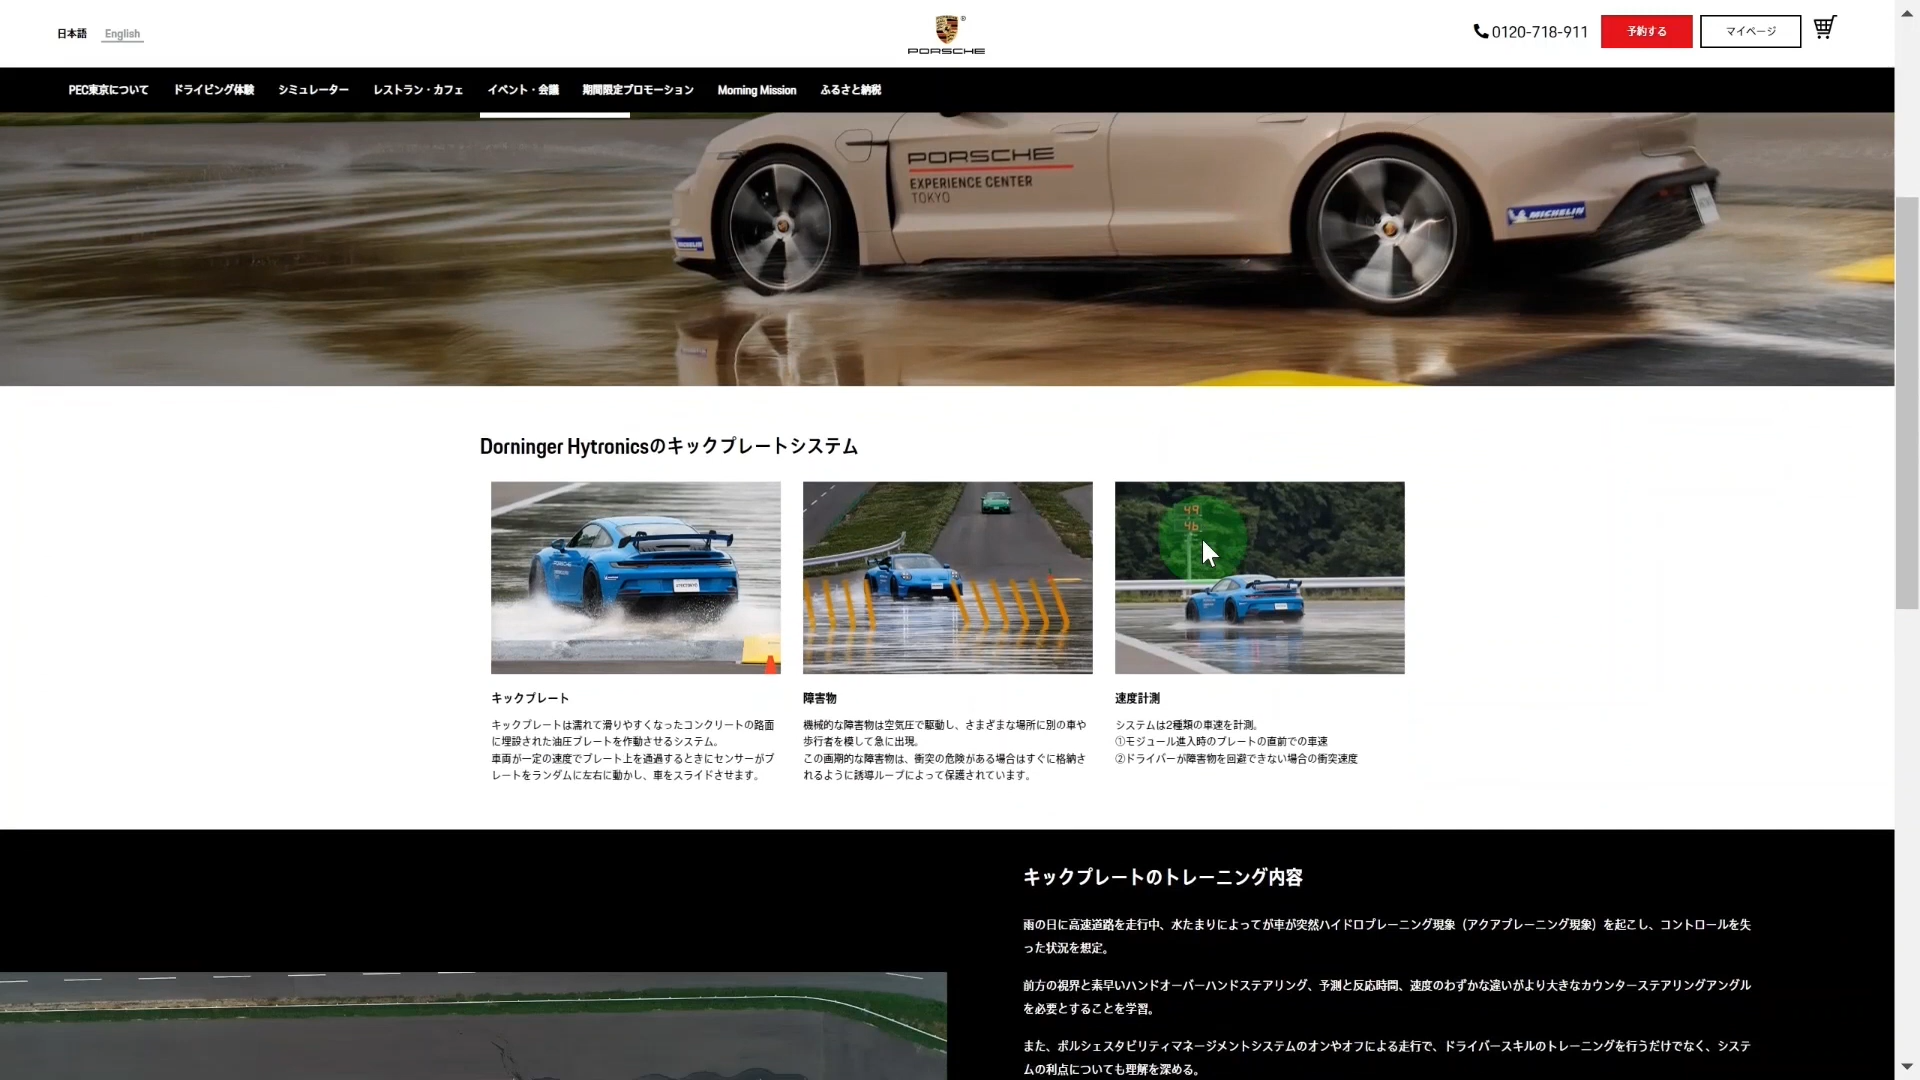 日本語 English
PORSCHE
0120-718-911 予約する マイページ
PEC東京について ドライビング体験 シミュレーター レストラン・カフェ イベント・会議 期間限定プロモーション Morning Mission ふるさと納税
PORSCHE
EXPERIENCE CENTER
TOKYO
MICHELIN
Dorninger Hytronicsのキックプレートシステム
49
46
キックプレート
キックプレートは濡れて滑りやすくなったコンクリートの路面
に埋設された油圧プレートを作動させるシステム。
車両が一定の速度でプレート上を通過するときにセンサーがプ
レートをランダムに左右に動かし、車をスライドさせます。
障害物
機械的な障害物は空気圧で駆動し、さまざまな場所に別の車や
歩行者を模して急に出現。
この画期的な障害物は、衝突の危険がある場合はすぐに格納さ
れるように誘導ループによって保護されています。
速度計測
システムは2種類の車速を計測。
①モジュール進入時のプレートの直前での車速
②ドライバーが障害物を回避できない場合の衝突速度
キックプレートのトレーニング内容
雨の日に高速道路を走行中、水たまりによってが車が突然ハイドロプレーニング現象（アクアプレーニング現象）を起こし、コントロールを失
った状況を想定。
前方の視界と素早いハンドオーバーハンドステアリング、予測と反応時間、速度のわずかな違いがより大きなカウンターステアリングアングル
を必要とすることを学習。
また、ポルシェスタビリティマネージメントシステムのオンやオフによる走行で、ドライバースキルのトレーニングを行うだけでなく、システ
ムの利点についても理解を深める。